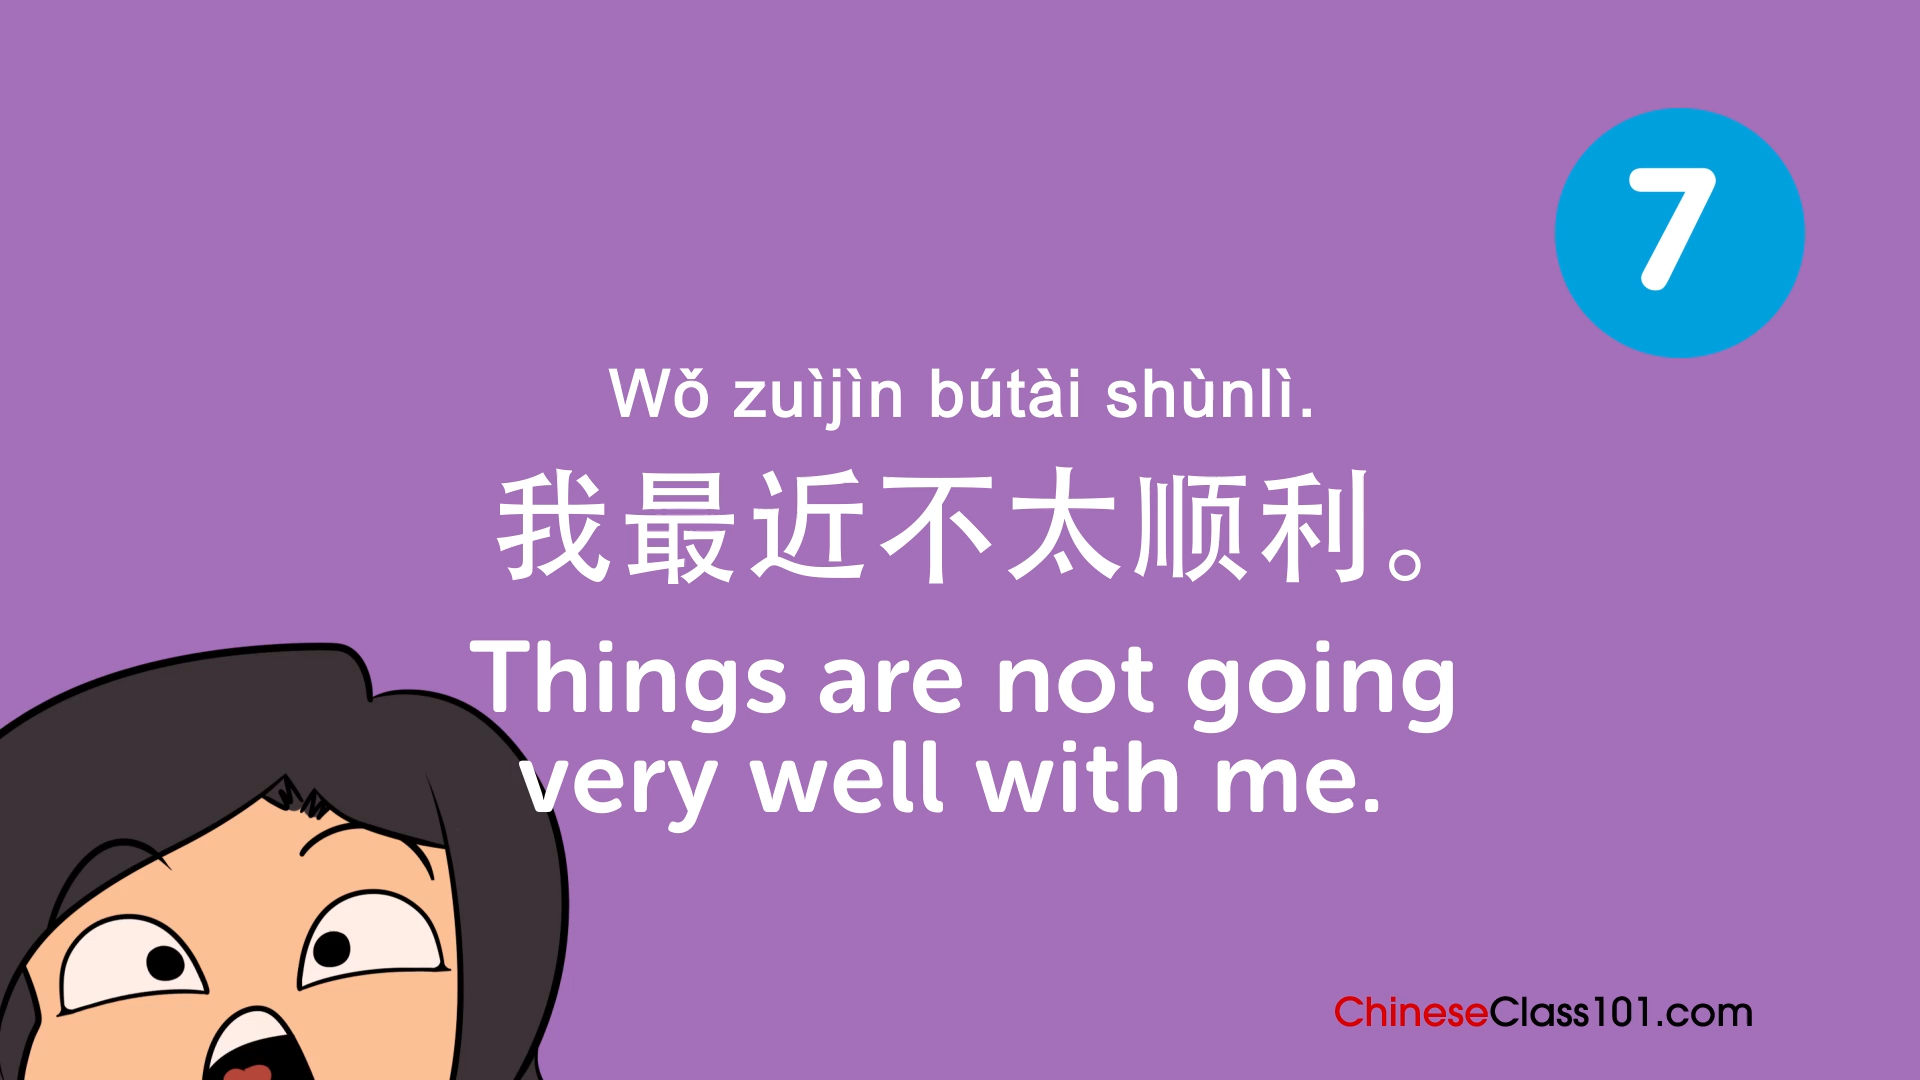 7
Wǒ zuìjìn bútài shùnlì.
我最近不太顺利。
Things are not going
very well with me.
ChineseClass101.com